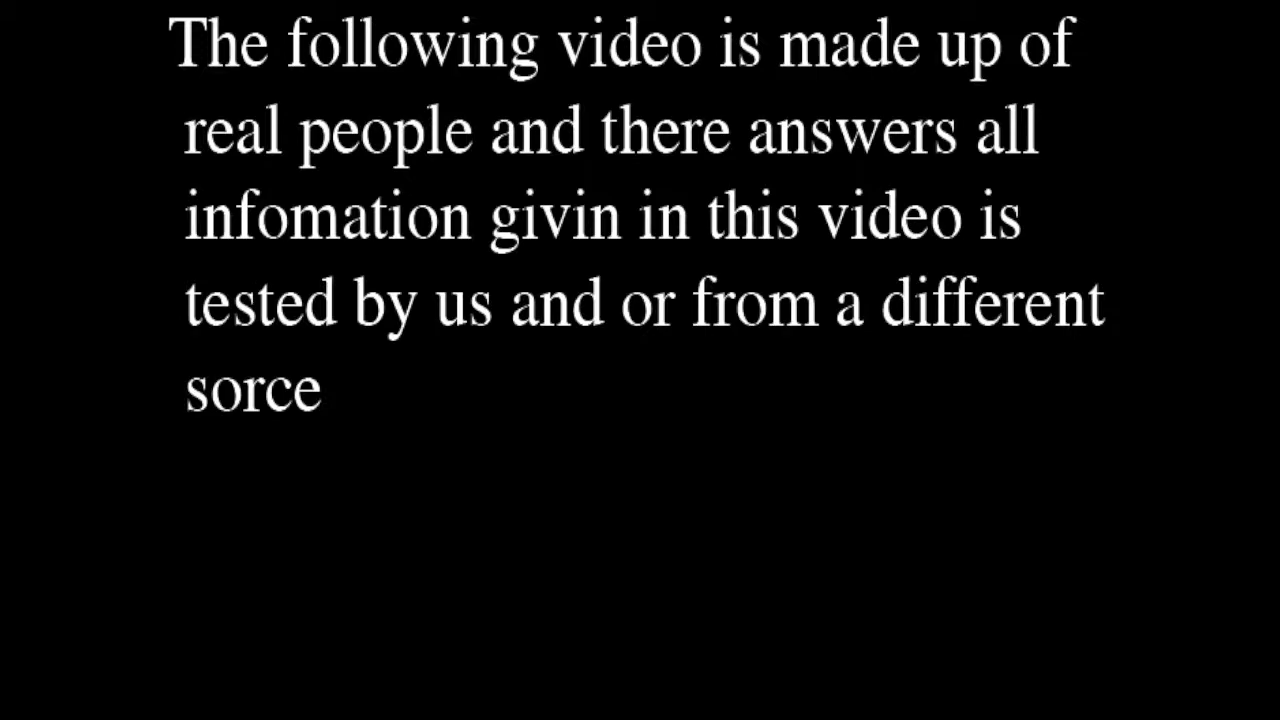 The following video is made up of
real people and there answers all
infomation givin in this video is
tested by us and or from a different
sorce